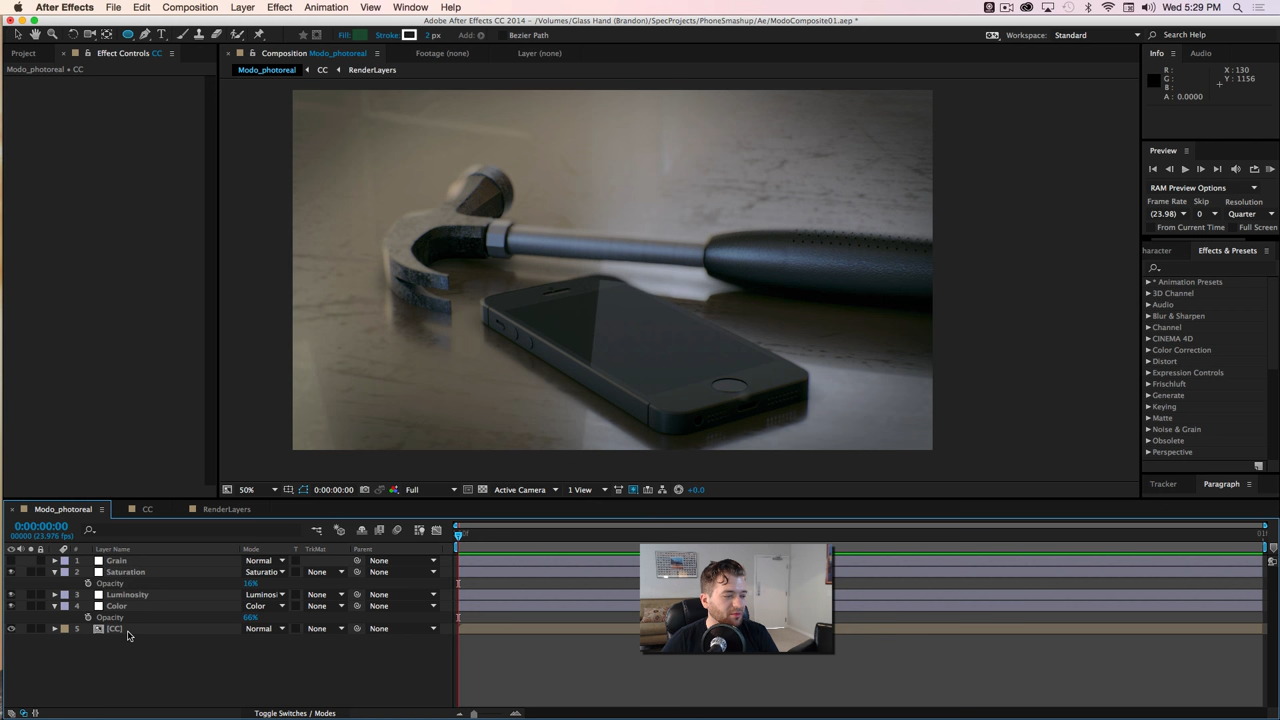 After Effects File Edit Composition Layer Effect Animation View Window Help Wed 5:29 PM
Adobe After Effects CC 2014 - /Volumes/Glass Hand (Brandon)/SpecProjects/PhoneSmashup/Ae/ModoComposite01.aep *
Fill: Stroke: 2 px Add: Bezier Path Workspace: Standard Search Help
Project Effect Controls CC Composition Modo_photoreal Footage (none) Layer (none) Info Audio
Modo_photoreal • CC Modo_photoreal CC RenderLayers
R: X: 130
G: Y: 1156
B:
A: 0.0000
Preview
RAM Preview Options
Frame Rate Skip Resolution
(23.98) 0 Quarter
From Current Time Full Screen
haracter Effects & Presets
* Animation Presets
3D Channel
Audio
Blur & Sharpen
Channel
CINEMA 4D
Color Correction
Distort
Expression Controls
Frischluft
Generate
Keying
Matte
Noise & Grain
Obsolete
Perspective
Tracker Paragraph
50% 0:00:00:00 Full Active Camera 1 View +0.0
Modo_photoreal CC RenderLayers
0:00:00:00
00000 (23.976 fps)
# Layer Name Mode T TrkMat Parent
1 Grain Normal None
2 Saturation Saturatio None None
Opacity 16%
3 Luminosity Luminosi None None
4 Color Color None None
Opacity 66%
5 [CC] Normal None None
Toggle Switches / Modes